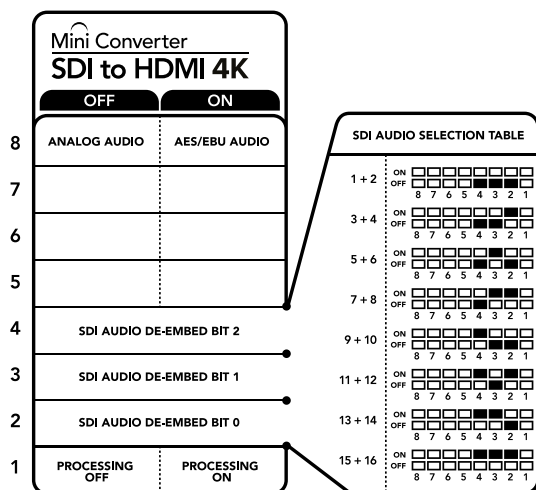 Mini Converter
SDI to HDMI 4K
OFF ON
8 ANALOG AUDIO AES/EBU AUDIO
7
6
5
4 SDI AUDIO DE-EMBED BIT 2
3 SDI AUDIO DE-EMBED BIT 1
2 SDI AUDIO DE-EMBED BIT 0
1 PROCESSING OFF PROCESSING ON
SDI AUDIO SELECTION TABLE
1 + 2 ON
OFF
8 7 6 5 4 3 2 1
3 + 4 ON
OFF
8 7 6 5 4 3 2 1
5 + 6 ON
OFF
8 7 6 5 4 3 2 1
7 + 8 ON
OFF
8 7 6 5 4 3 2 1
9 + 10 ON
OFF
8 7 6 5 4 3 2 1
11 + 12 ON
OFF
8 7 6 5 4 3 2 1
13 + 14 ON
OFF
8 7 6 5 4 3 2 1
15 + 16 ON
OFF
8 7 6 5 4 3 2 1